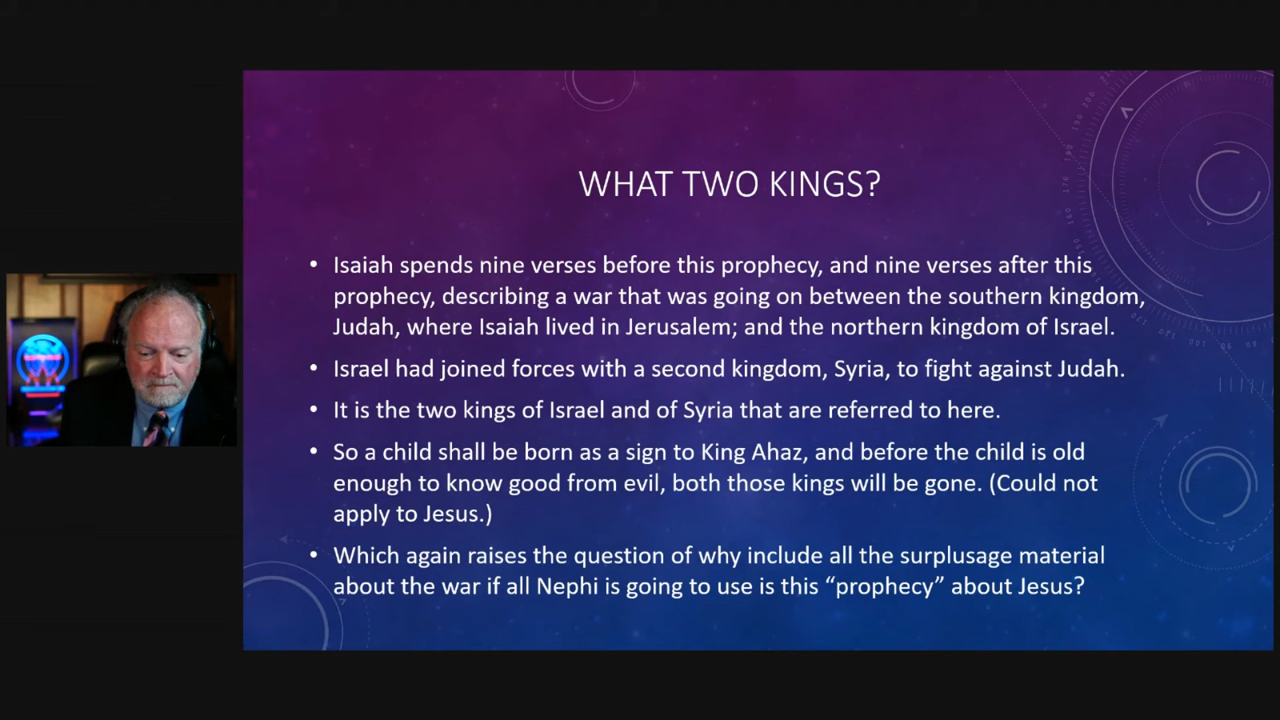 WHAT TWO KINGS?
• Isaiah spends nine verses before this prophecy, and nine verses after this
prophecy, describing a war that was going on between the southern kingdom,
Judah, where Isaiah lived in Jerusalem; and the northern kingdom of Israel.
• Israel had joined forces with a second kingdom, Syria, to fight against Judah.
• It is the two kings of Israel and of Syria that are referred to here.
• So a child shall be born as a sign to King Ahaz, and before the child is old
enough to know good from evil, both those kings will be gone. (Could not
apply to Jesus.)
• Which again raises the question of why include all the surplusage material
about the war if all Nephi is going to use is this “prophecy” about Jesus?